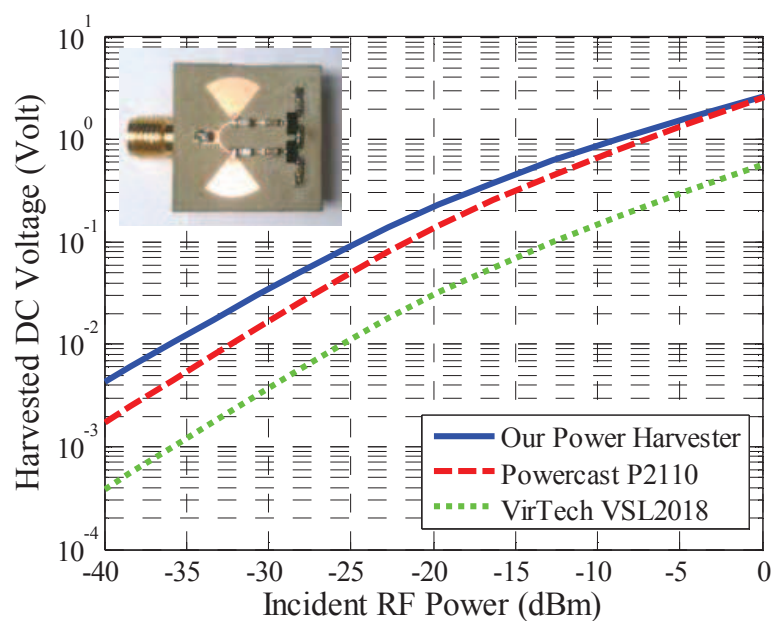 10^1
10^0
10^-1
10^-2
10^-3
10^-4
Harvested DC Voltage (Volt)
Our Power Harvester
Powercast P2110
VirTech VSL2018
-40 -35 -30 -25 -20 -15 -10 -5 0
Incident RF Power (dBm)